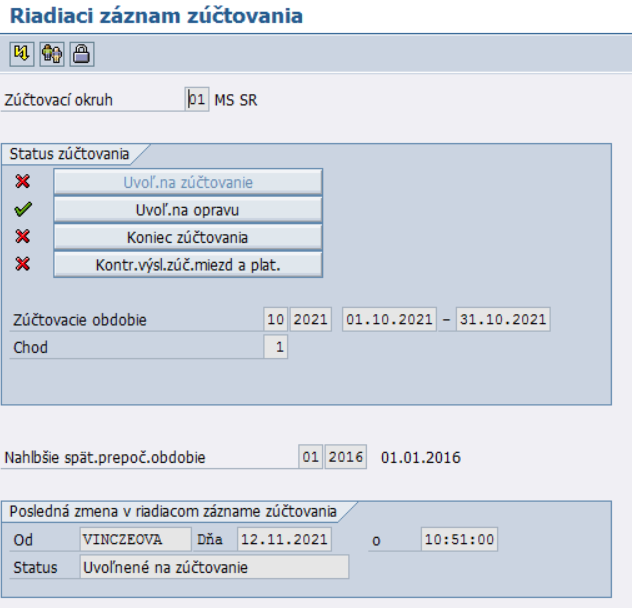 Riadiaci záznam zúčtovania
Zúčtovací okruh 01 MS SR
Status zúčtovania
Uvoľ.na zúčtovanie
Uvoľ.na opravu
Koniec zúčtovania
Kontr.výsl.zúč.miezd a plat.
Zúčtovacie obdobie 10 2021 01.10.2021 – 31.10.2021
Chod 1
Nahlbšie spät.prepoč.obdobie 01 2016 01.01.2016
Posledná zmena v riadiacom zázname zúčtovania
Od VINCZEOVA Dňa 12.11.2021 o 10:51:00
Status Uvoľnené na zúčtovanie